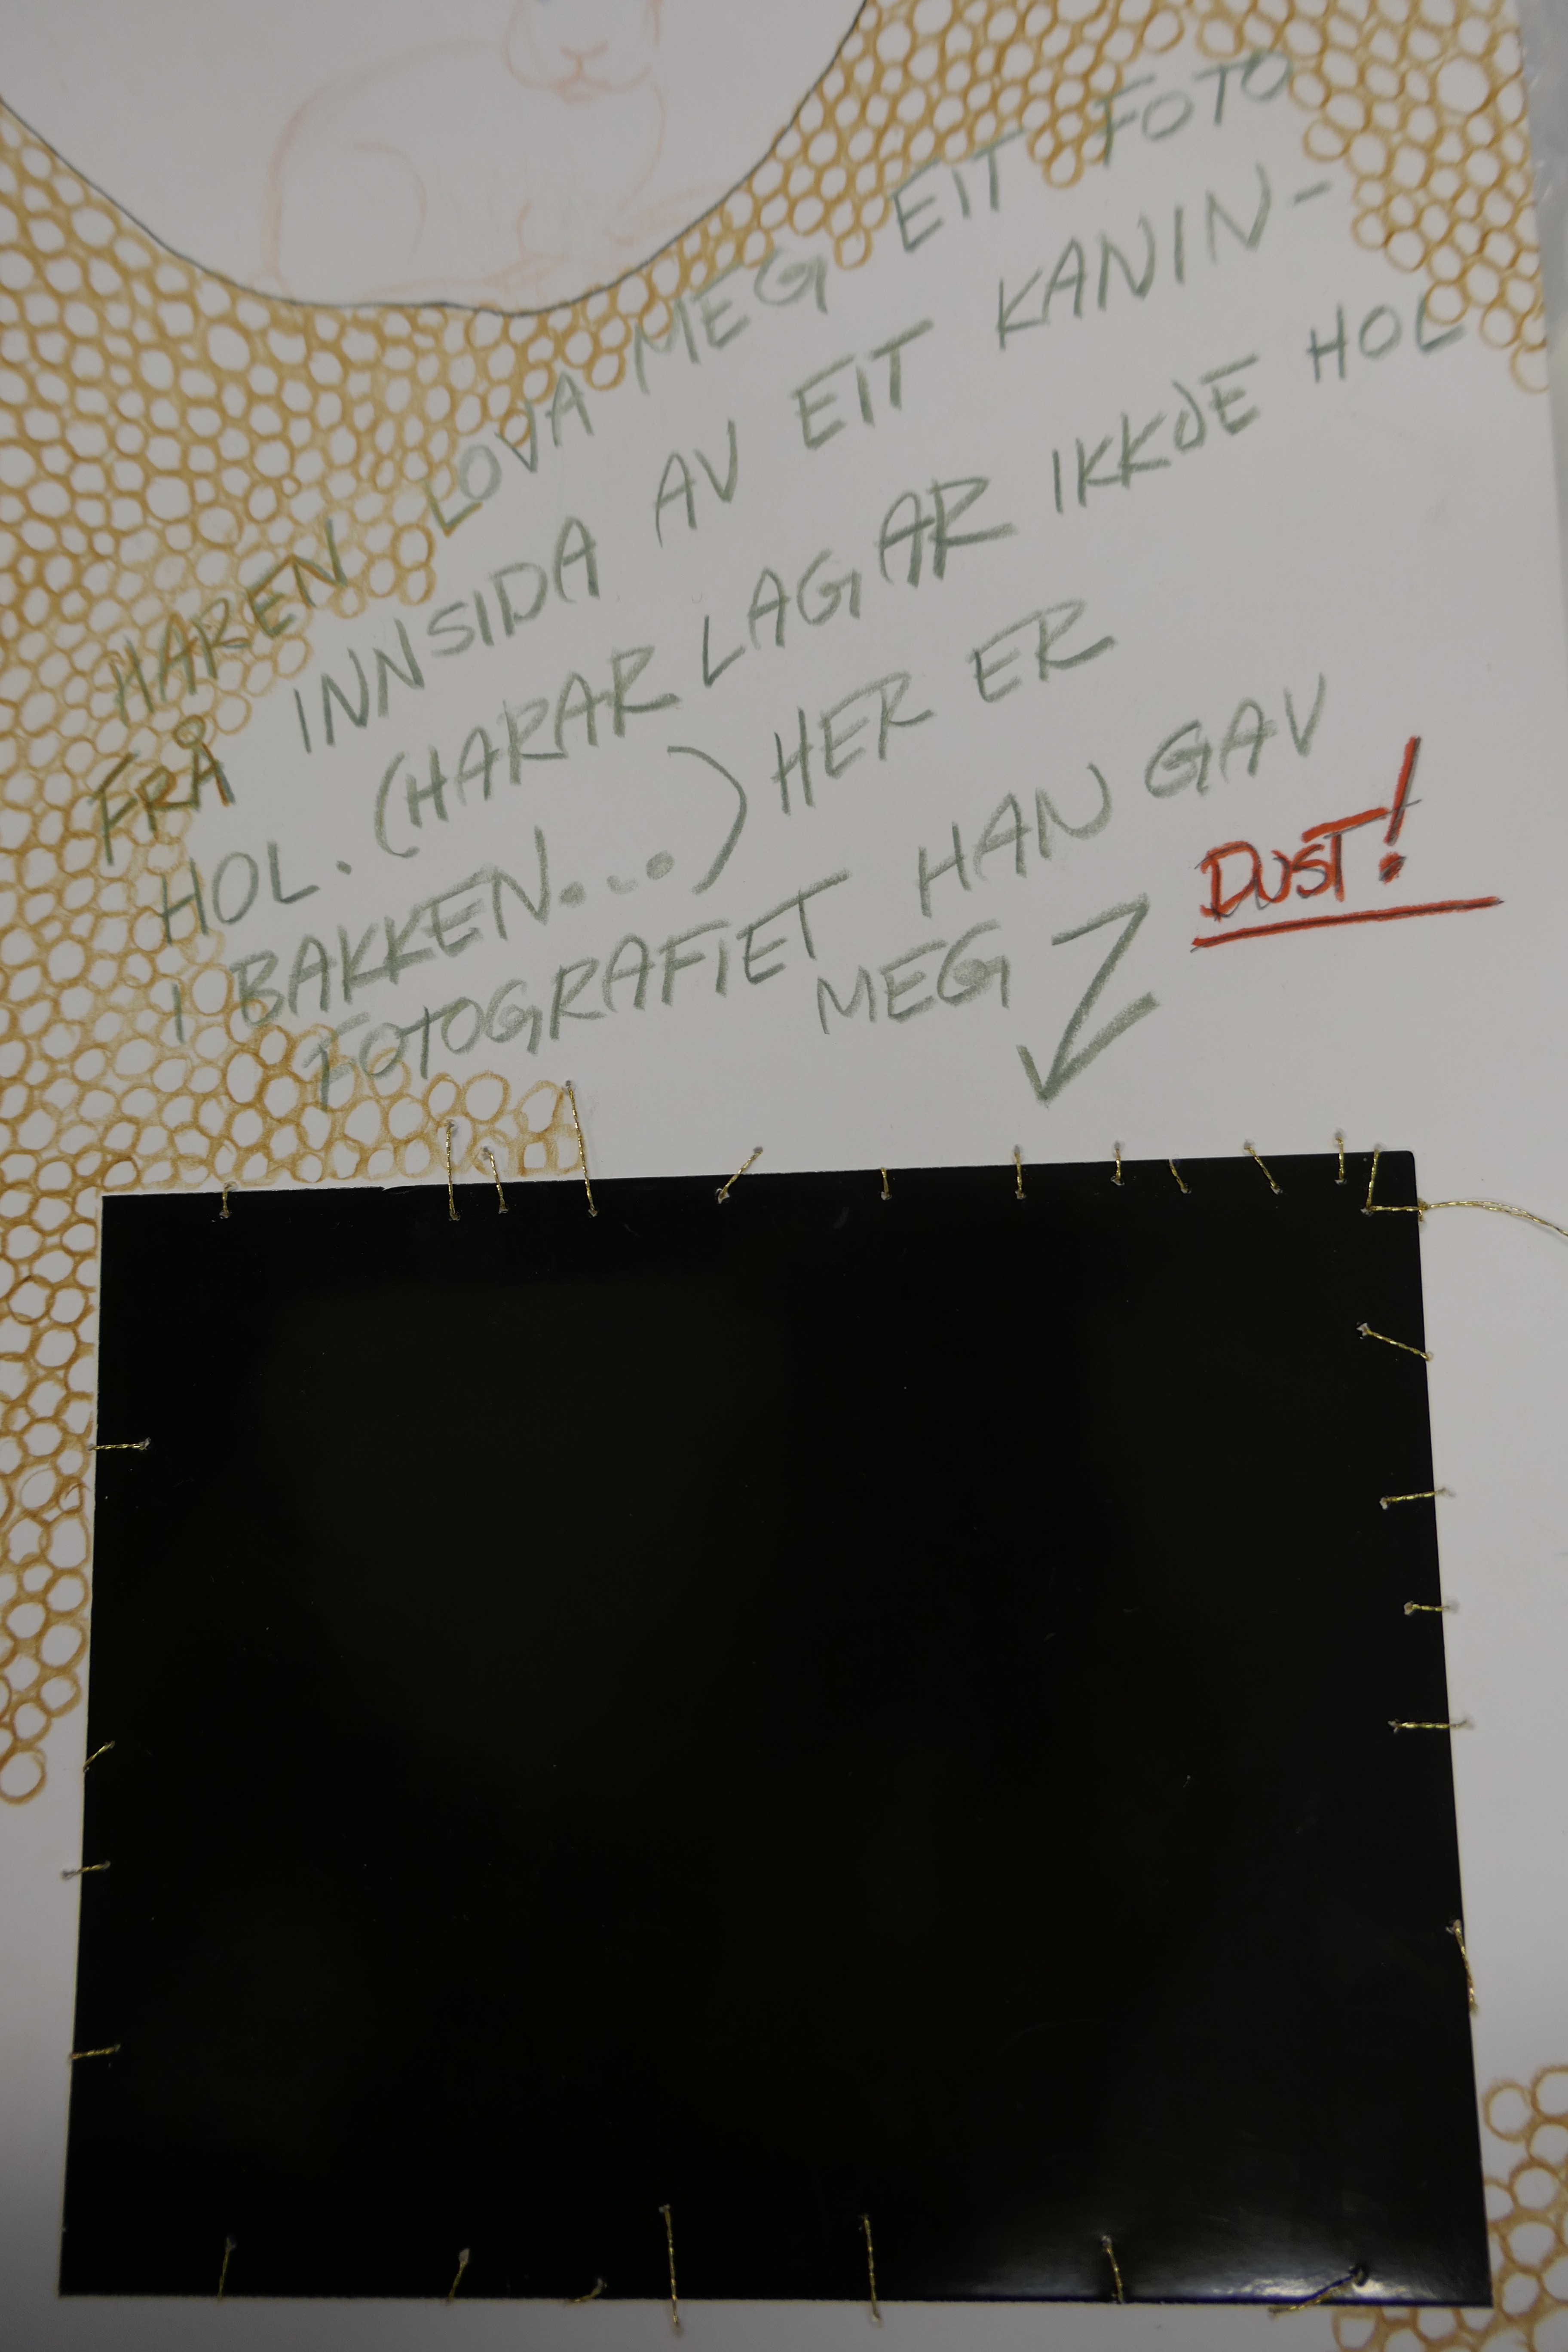 HAREN LOVA MEG EIT FOTO
FRÅ INNSIDA AV EIT KANIN-
HOL. (HARAR LAGAR IKKJE HOL
I BAKKEN...) HER ER
FOTOGRAFIET HAN GAV
MEG
DUST!